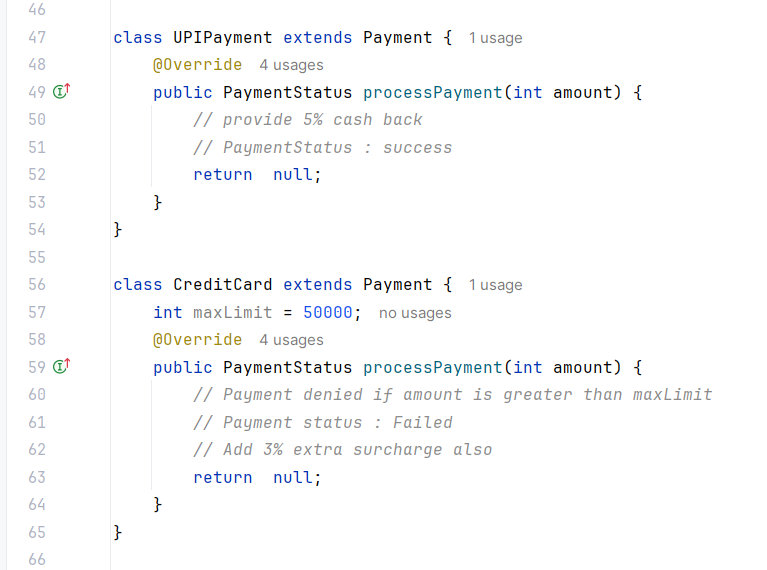 46
47 class UPIPayment extends Payment { 1 usage
48 @Override 4 usages
49 public PaymentStatus processPayment(int amount) {
50 // provide 5% cash back
51 // PaymentStatus : success
52 return  null;
53 }
54 }
55
56 class CreditCard extends Payment { 1 usage
57 int maxLimit = 50000; no usages
58 @Override 4 usages
59 public PaymentStatus processPayment(int amount) {
60 // Payment denied if amount is greater than maxLimit
61 // Payment status : Failed
62 // Add 3% extra surcharge also
63 return  null;
64 }
65 }
66